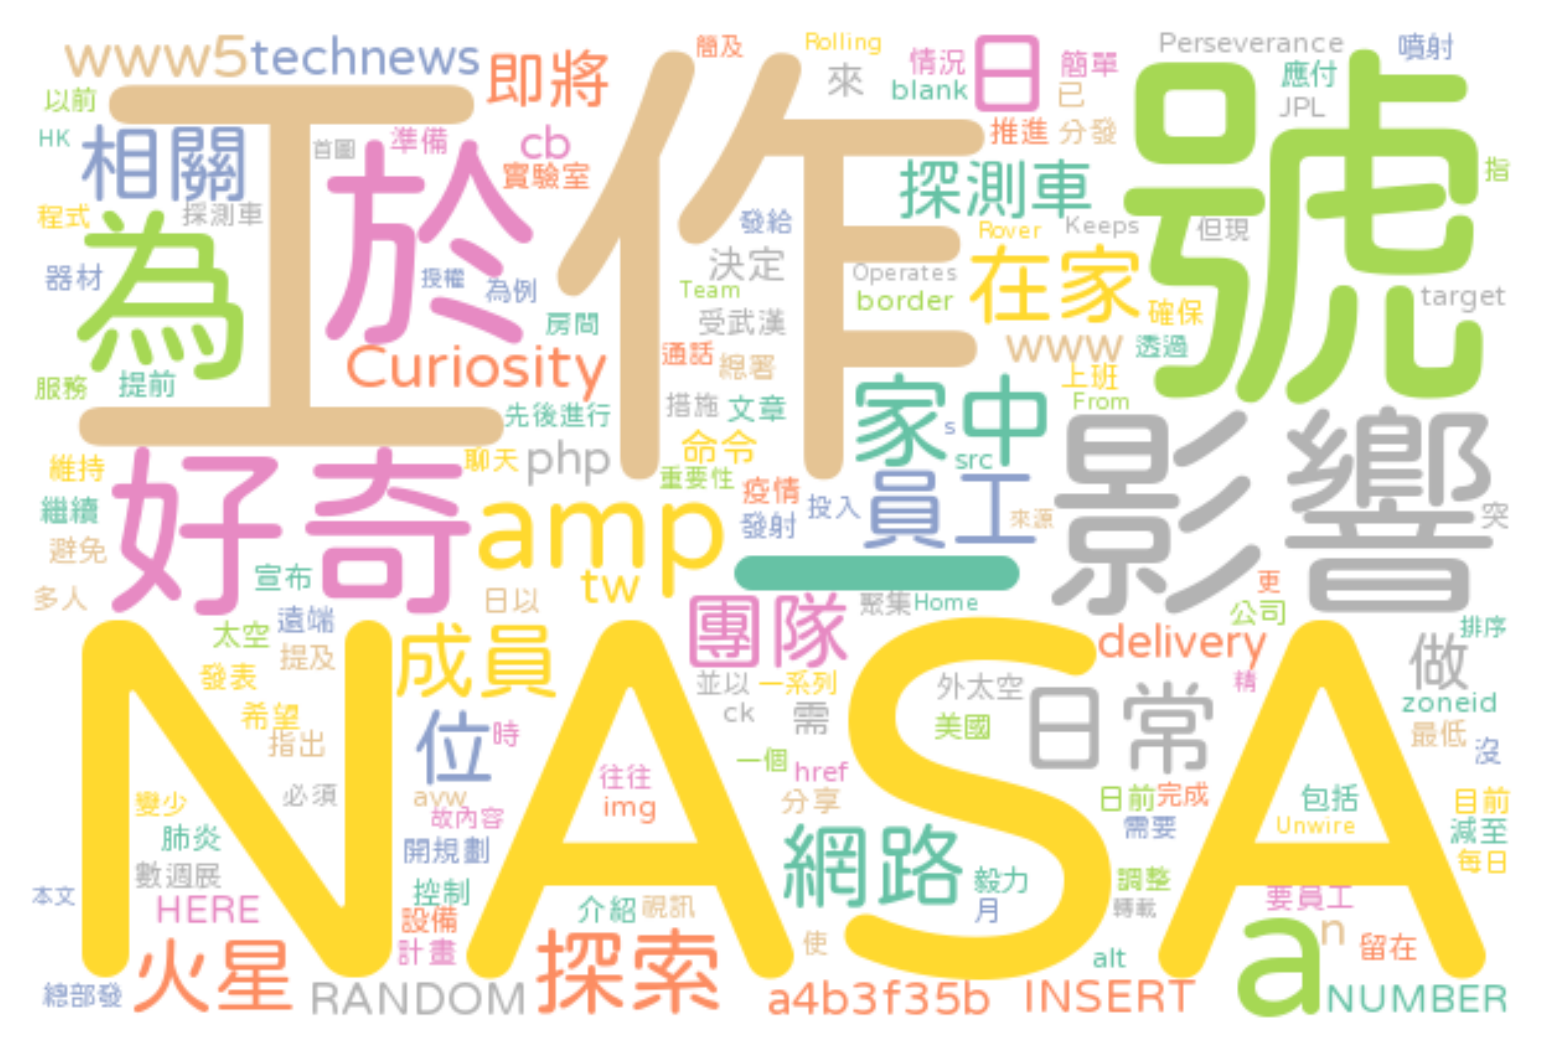 www5technews
即將
簡及
Rolling
來
情況
blank
日
簡單
已
Perseverance
應付
JPL
噴射
以前
HK
相關
首圖
準備
cb
實驗室
工作
推進
分發
號
指
程式
為
探測車
於
發給
探測車
Rover
Keeps
但現
器材
授權
為例
決定
Team
Operates
border
在家
確保
target
房間
受武漢
www
透過
服務
提前
Curiosity
通話
總署
上班
From
先後進行
措施
文章
家中
s
src
影響
好奇
維持
聊天
php
命令
重要性
繼續
amp
疫情
發射
投入
員工
來源
突
避免
宣布
tw
一
更
多人
日以
團隊
聚集
Home
公司
排序
太空
遠端
提及
成員
delivery
做
發表
並以
一系列
外太空
精
zoneid
NASA
希望
指出
位
時
ck
需
美國
日常
最低
沒
變少
必須
ayw
故內容
往往
img
一個
href
分享
日前
完成
包括
目前
肺炎
開規劃
網路
需要
Unwire
減至
每日
數週展
控制
毅力
月
調整
轉載
本文
HERE
設備
介紹
視訊
要員工
計畫
使
a
n
留在
alt
總部發
火星
RANDOM
探索
a4b3f35b
INSERT
NUMBER